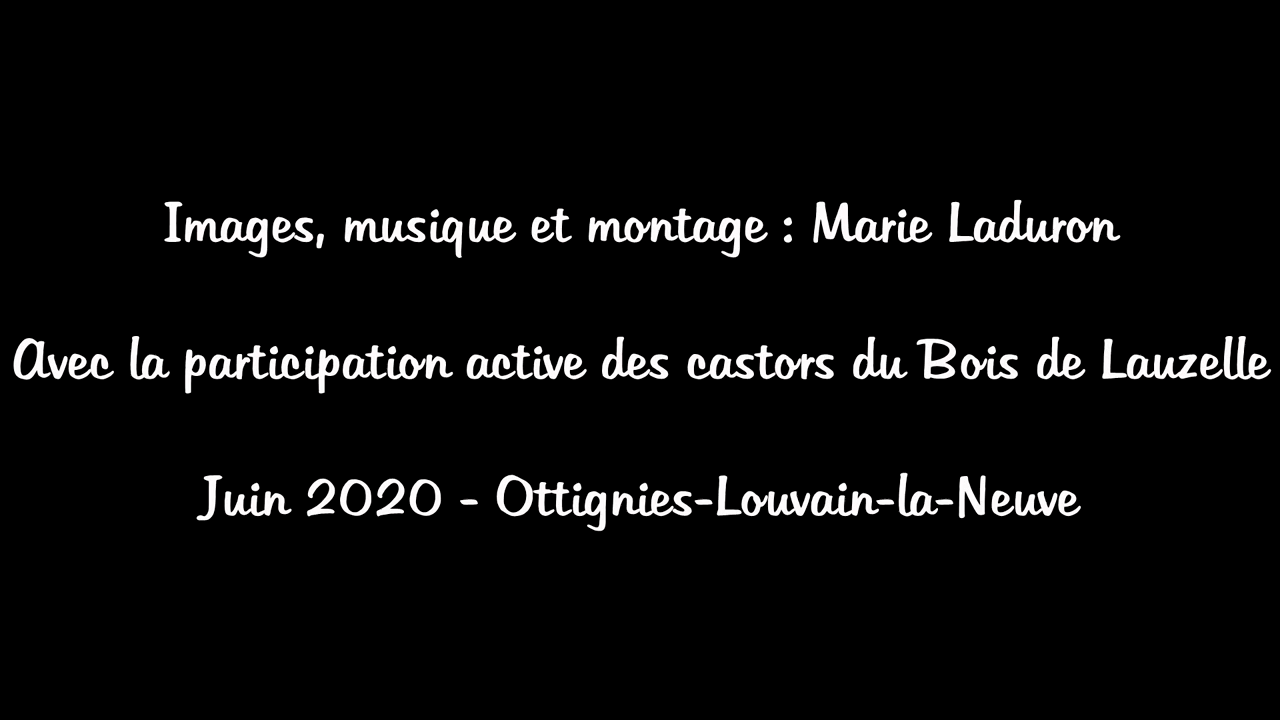 Images, musique et montage : Marie Laduron
Avec la participation active des castors du Bois de Lauzelle
Juin 2020 - Ottignies-Louvain-la-Neuve